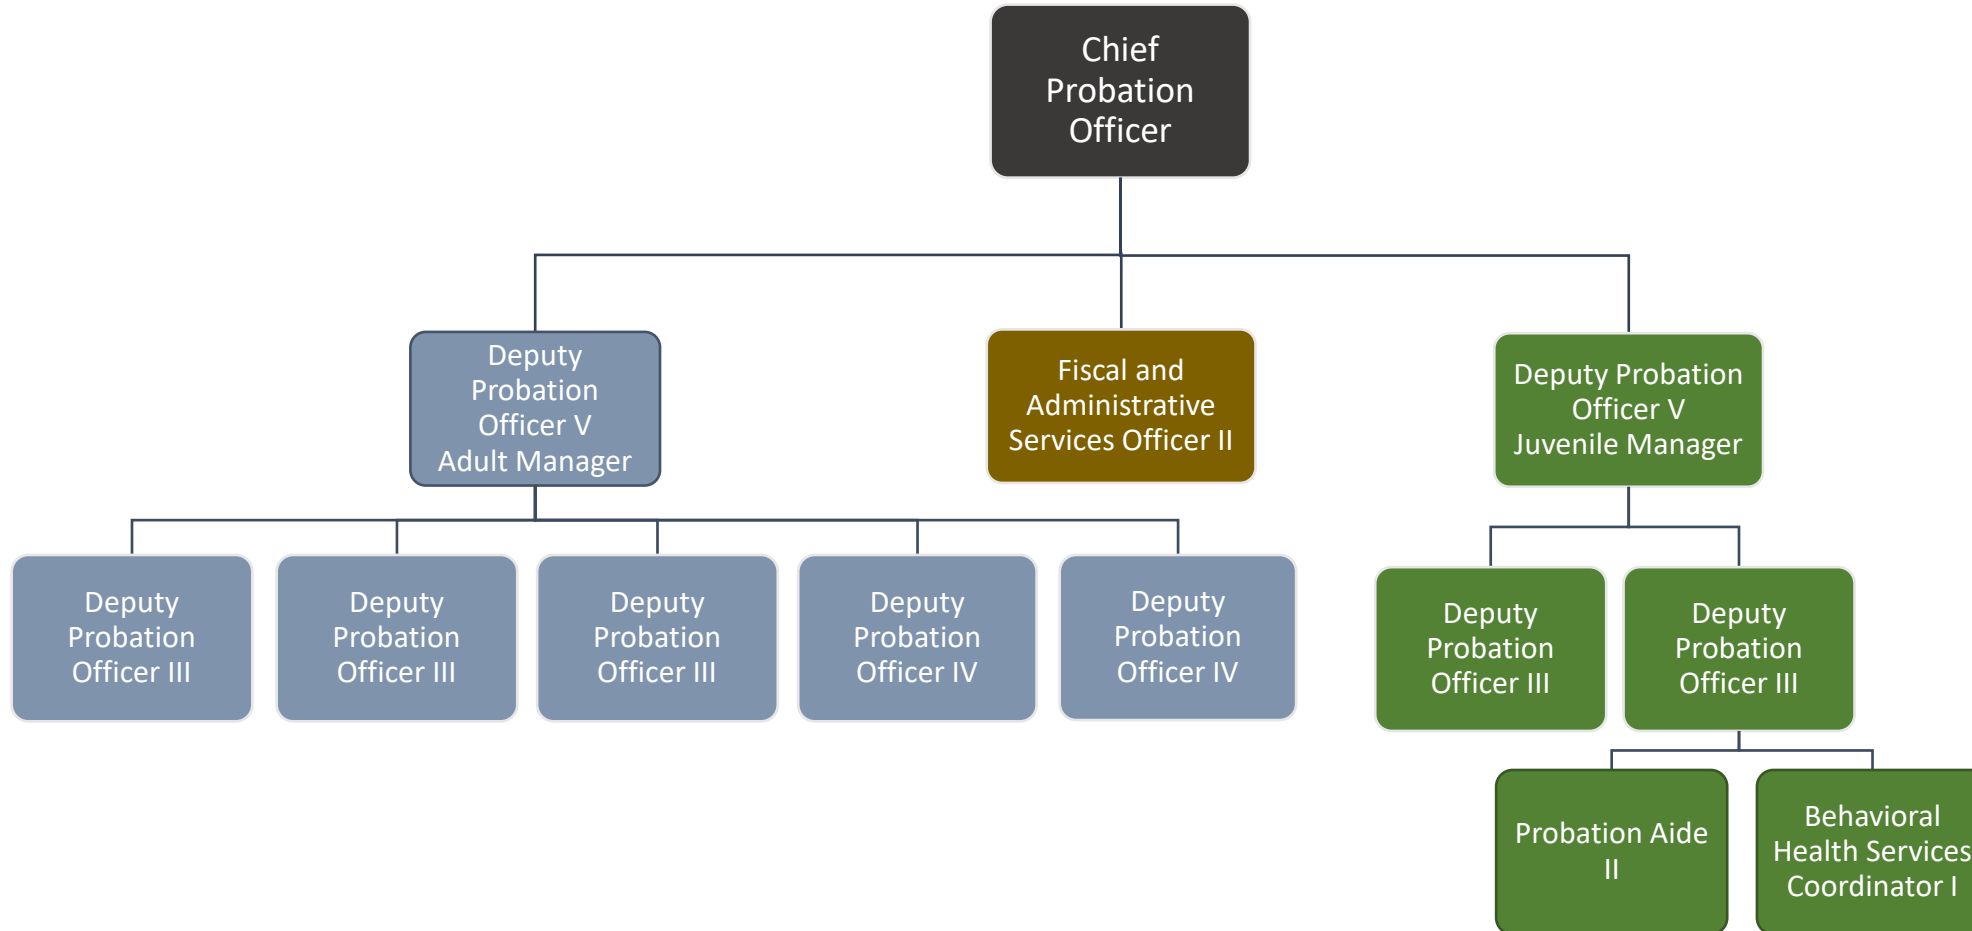 Chief
Probation
Officer
Deputy
Probation
Officer V
Adult Manager
Fiscal and
Administrative
Services Officer II
Deputy Probation
Officer V
Juvenile Manager
Deputy
Probation
Officer III
Deputy
Probation
Officer III
Deputy
Probation
Officer III
Deputy
Probation
Officer IV
Deputy
Probation
Officer IV
Deputy
Probation
Officer III
Deputy
Probation
Officer III
Probation Aide
II
Behavioral
Health Services
Coordinator I